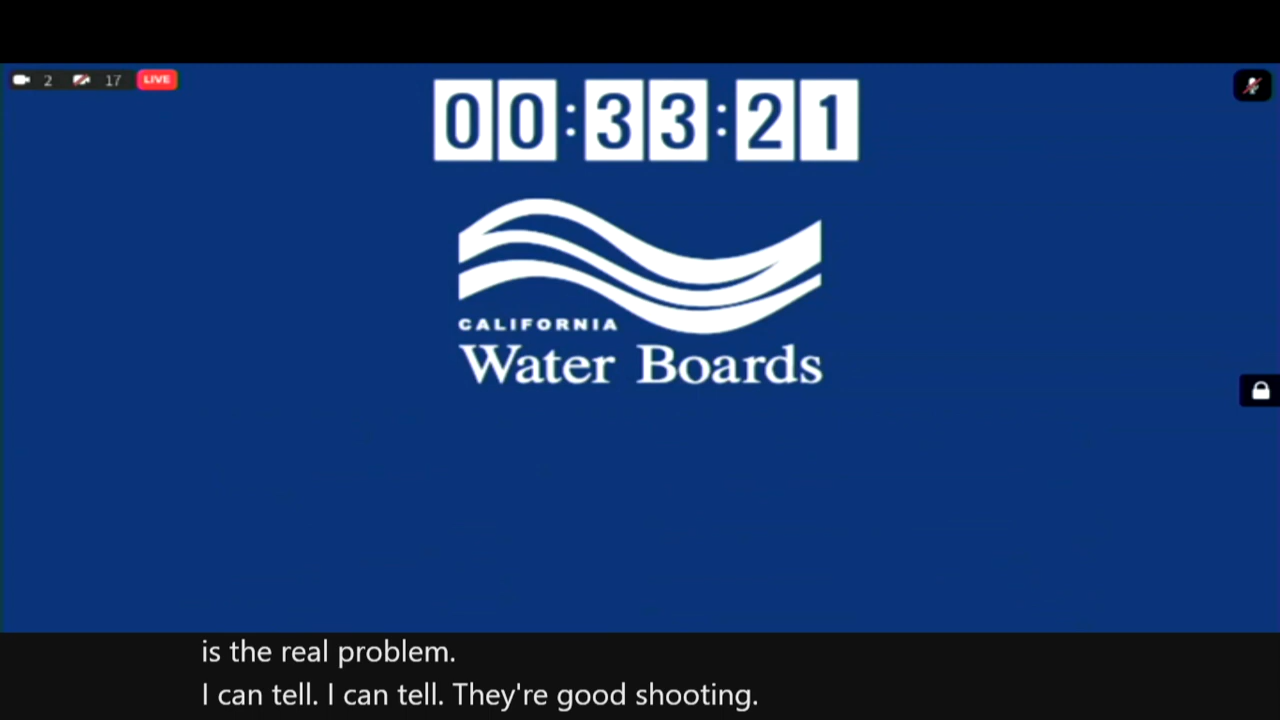 2 17 LIVE
00:33:21
CALIFORNIA
Water Boards
is the real problem.
I can tell. I can tell. They're good shooting.